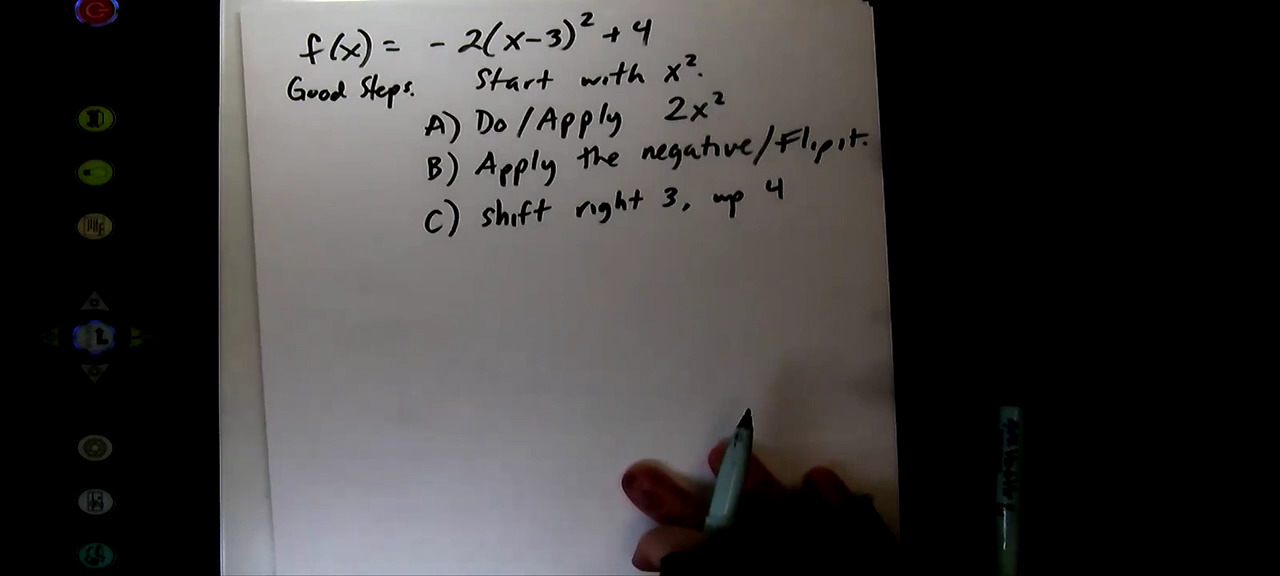 f(x) = - 2(x-3)² + 4
Good Steps. Start with x².
A) Do/Apply 2x²
B) Apply the negative/Flip it.
C) shift right 3, up 4